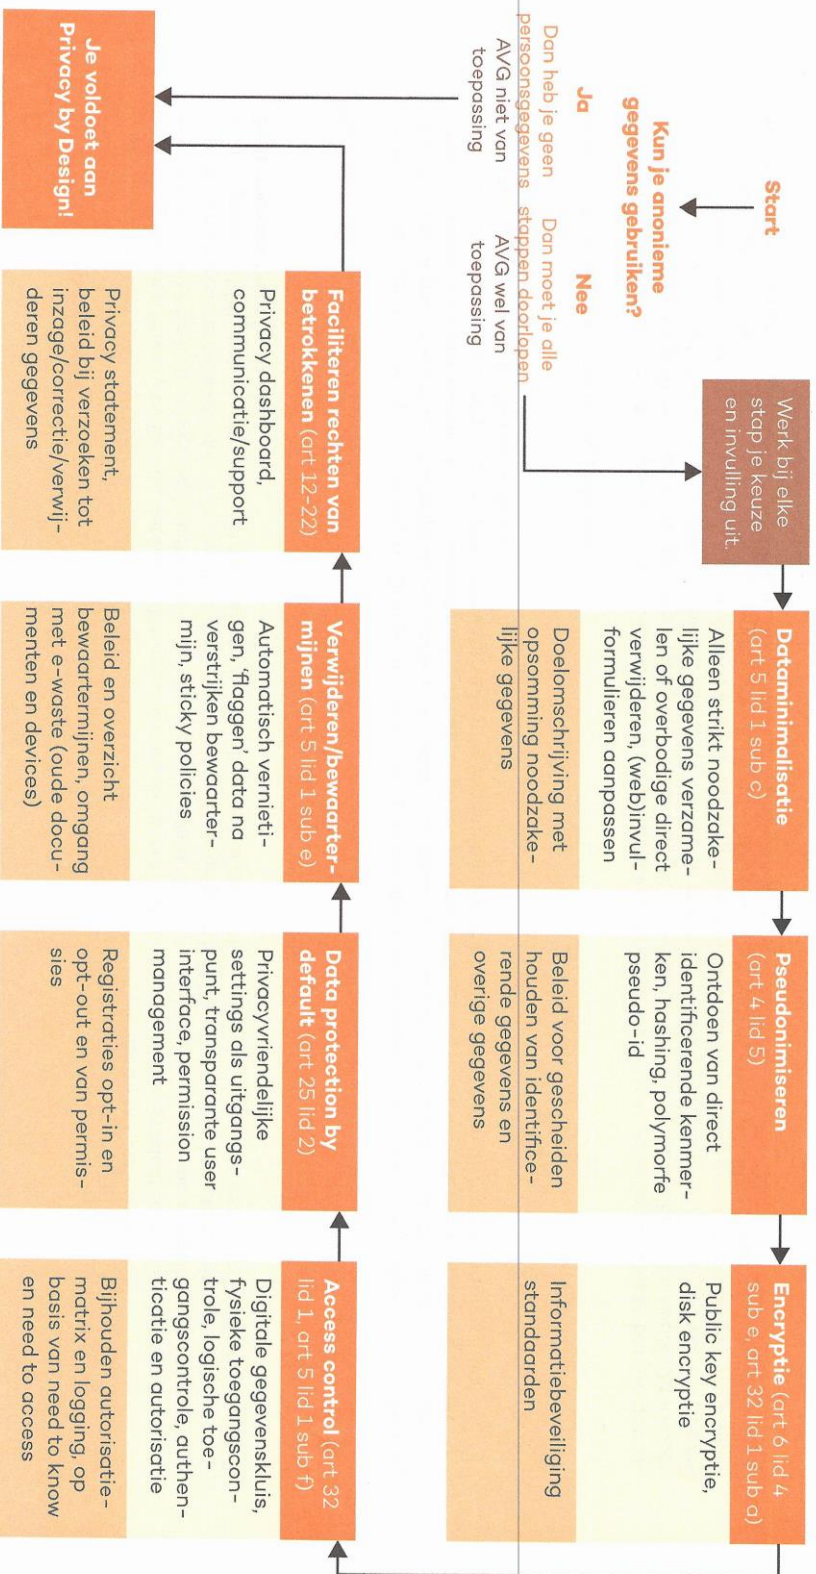 Start
Kun je anonieme
gegevens gebruiken?
Ja
Dan heb je geen
persoonsgegevens
AVG niet van
toepassing
Nee
Dan moet je alle
stappen doorlopen
AVG wel van
toepassing
Werk bij elke
stap je keuze
en invulling uit.
Dataminimalisatie
(art 5 lid 1 sub c)
Alleen strikt noodzake-
lijke gegevens verzame-
len of overbodige direct
verwijderen, (web)invul-
formulieren aanpassen
Doelomschrijving met
opsomming noodzake-
lijke gegevens
Pseudonimiseren
(art 4 lid 5)
Ontdoen van direct
identificerende kenmer-
ken, hashing, polymorfe
pseudo-id
Beleid voor gescheiden
houden van identifice-
rende gegevens en
overige gegevens
Encryptie (art 6 lid 4
sub e, art 32 lid 1 sub a)
Public key encryptie,
disk encryptie
Informatiebeveiliging
standaarden
Access control (art 32
lid 1, art 5 lid 1 sub f)
Digitale gegevenskluis,
fysieke toegangscon-
trole, logische toe-
gangscontrole, authen-
ticatie en autorisatie
Bijhouden autorisatie-
matrix en logging, op
basis van need to know
en need to access
Data protection by
default (art 25 lid 2)
Privacyvriendelijke
settings als uitgangs-
punt, transparante user
interface, permission
management
Registraties opt-in en
opt-out en van permis-
sies
Verwijderen/bewaarter-
mijnen (art 5 lid 1 sub e)
Automatisch vernieti-
gen, ‘flaggen’ data na
verstrijken bewaarter-
mijn, sticky policies
Beleid en overzicht
bewaartermijnen, omgang
met e-waste (oude docu-
menten en devices)
Faciliteren rechten van
betrokkenen (art 12-22)
Privacy dashboard,
communicatie/support
Privacy statement,
beleid bij verzoeken tot
inzage/correctie/verwij-
deren gegevens
Je voldoet aan
Privacy by Design!